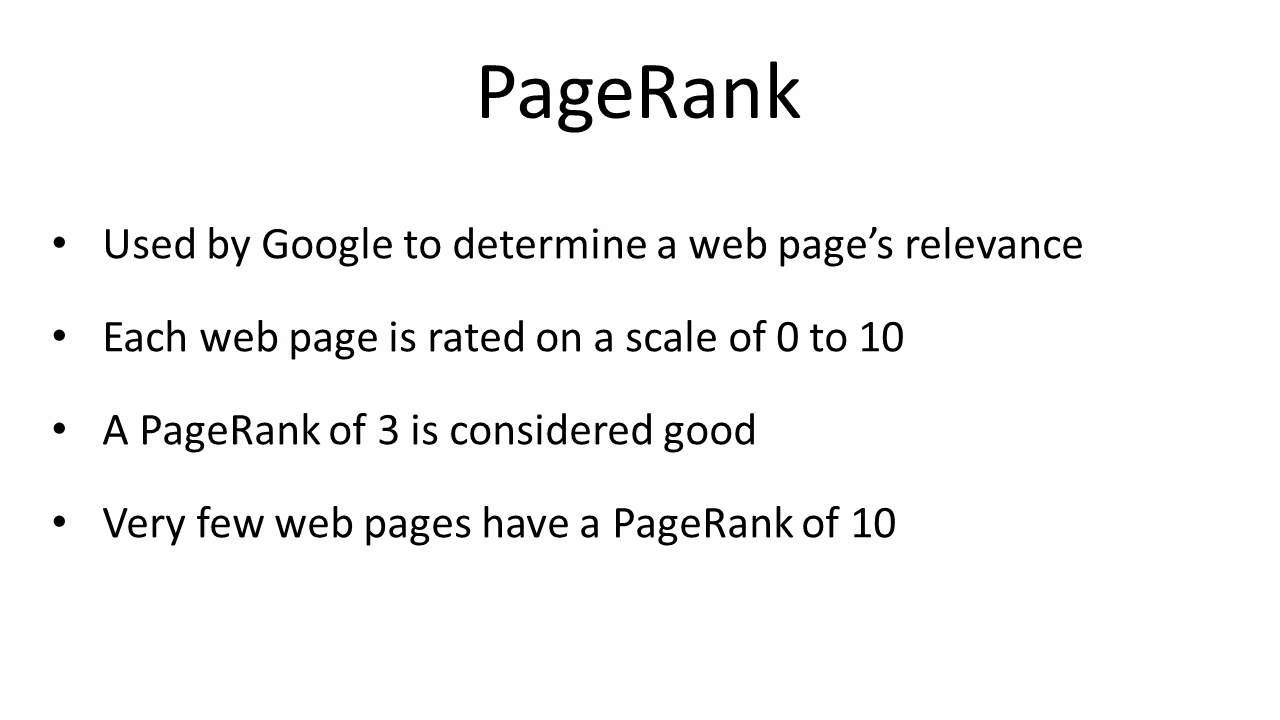 PageRank
• Used by Google to determine a web page’s relevance
• Each web page is rated on a scale of 0 to 10
• A PageRank of 3 is considered good
• Very few web pages have a PageRank of 10